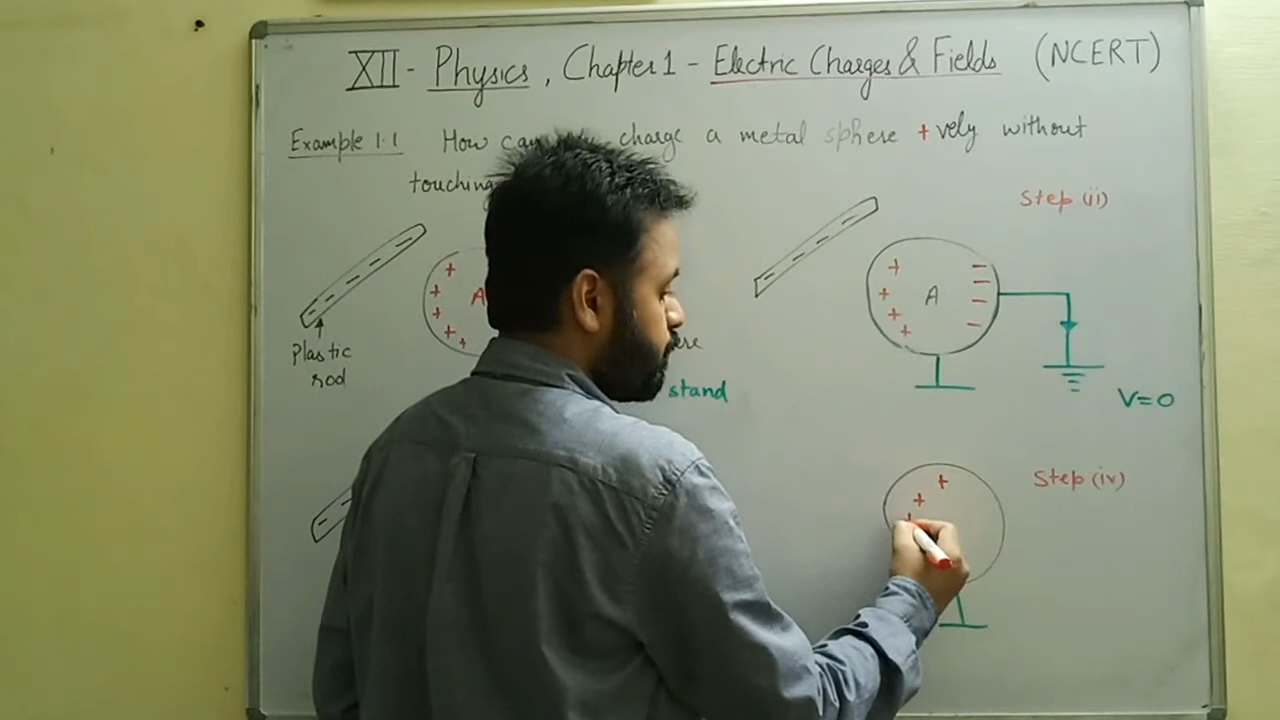 XII - Physics, Chapter 1 - Electric Charges & Fields (NCERT)
Example 1.1 How can charge a metal sphere +vely without
touching
Step (ii)
A
A
Plastic
rod
stand
V=0
Step (iv)